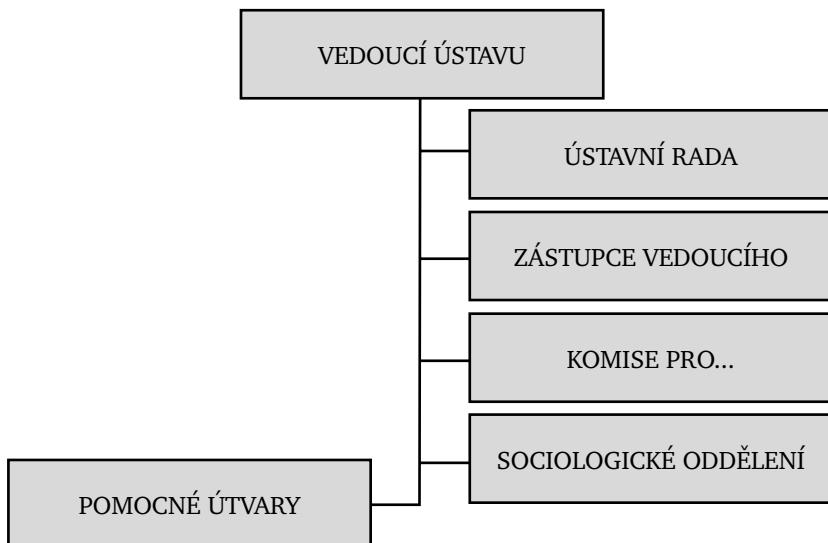 VEDOUCÍ ÚSTAVU
ÚSTAVNÍ RADA
ZÁSTUPCE VEDOUCÍHO
KOMISE PRO...
SOCIOLOGICKÉ ODDĚLENÍ
POMOCNÉ ÚTVARY